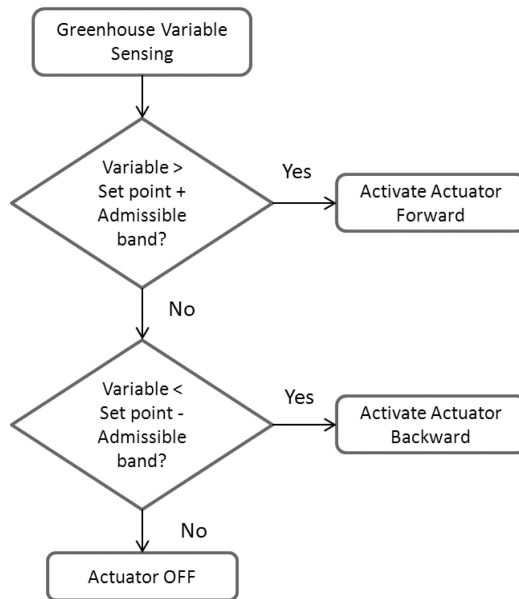 Greenhouse Variable
Sensing
Variable >
Set point +
Admissible
band?
Yes
Activate Actuator
Forward
No
Variable <
Set point -
Admissible
band?
Yes
Activate Actuator
Backward
No
Actuator OFF